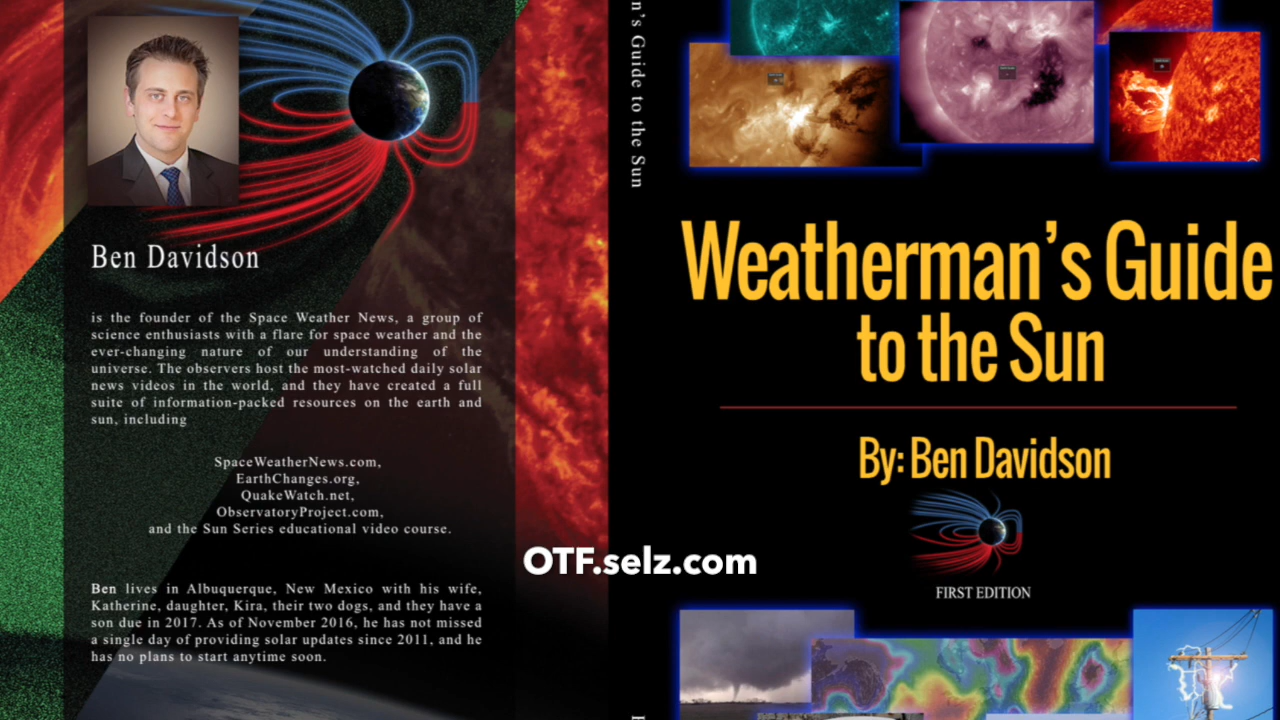 Ben Davidson
is the founder of the Space Weather News, a group of
science enthusiasts with a flare for space weather and the
ever-changing nature of our understanding of the
universe. The observers host the most-watched daily solar
news videos in the world, and they have created a full
suite of information-packed resources on the earth and
sun, including
SpaceWeatherNews.com,
EarthChanges.org,
QuakeWatch.net,
ObservatoryProject.com,
and the Sun Series educational video course.
Ben lives in Albuquerque, New Mexico with his wife,
Katherine, daughter, Kira, their two dogs, and they have a
son due in 2017. As of November 2016, he has not missed
a single day of providing solar updates since 2011, and he
has no plans to start anytime soon.
n's Guide to the Sun
Weatherman's Guide
to the Sun
By: Ben Davidson
FIRST EDITION
OTF.selz.com